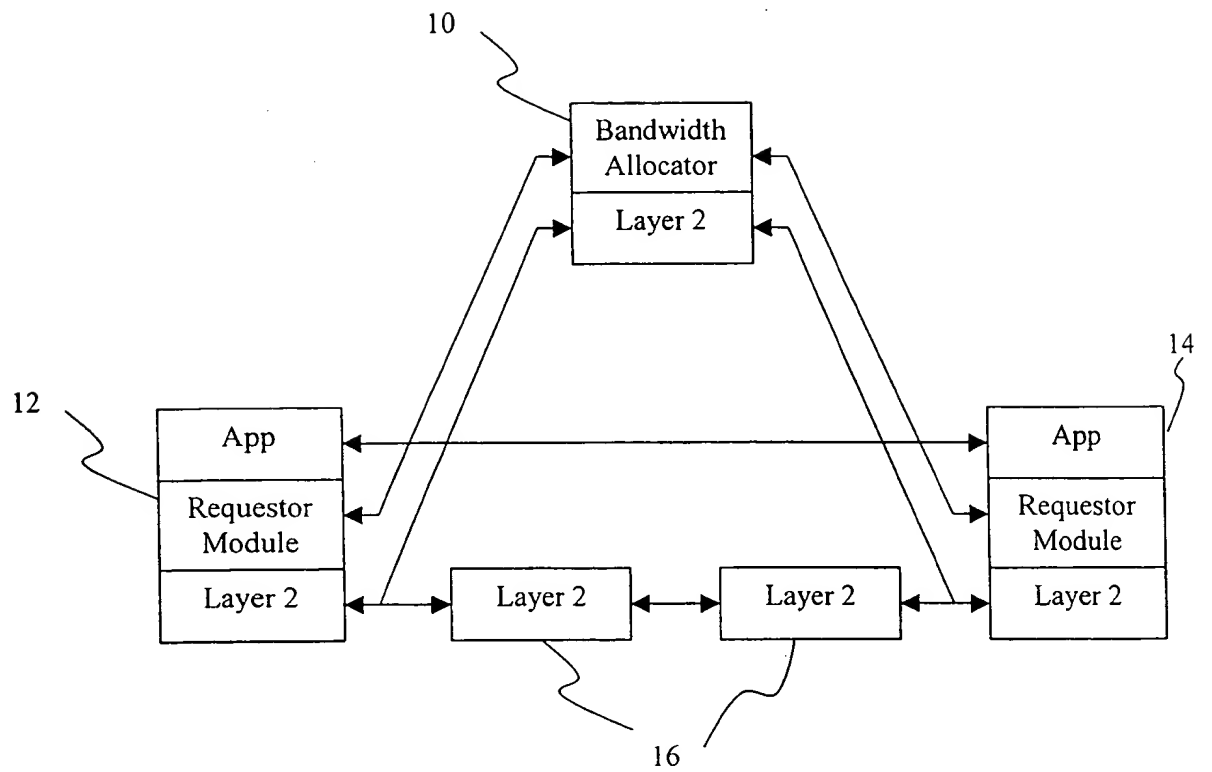 10
Bandwidth
Allocator
Layer 2
14
12
App
Requestor
Module
Layer 2
App
Requestor
Module
Layer 2
Layer 2
Layer 2
16